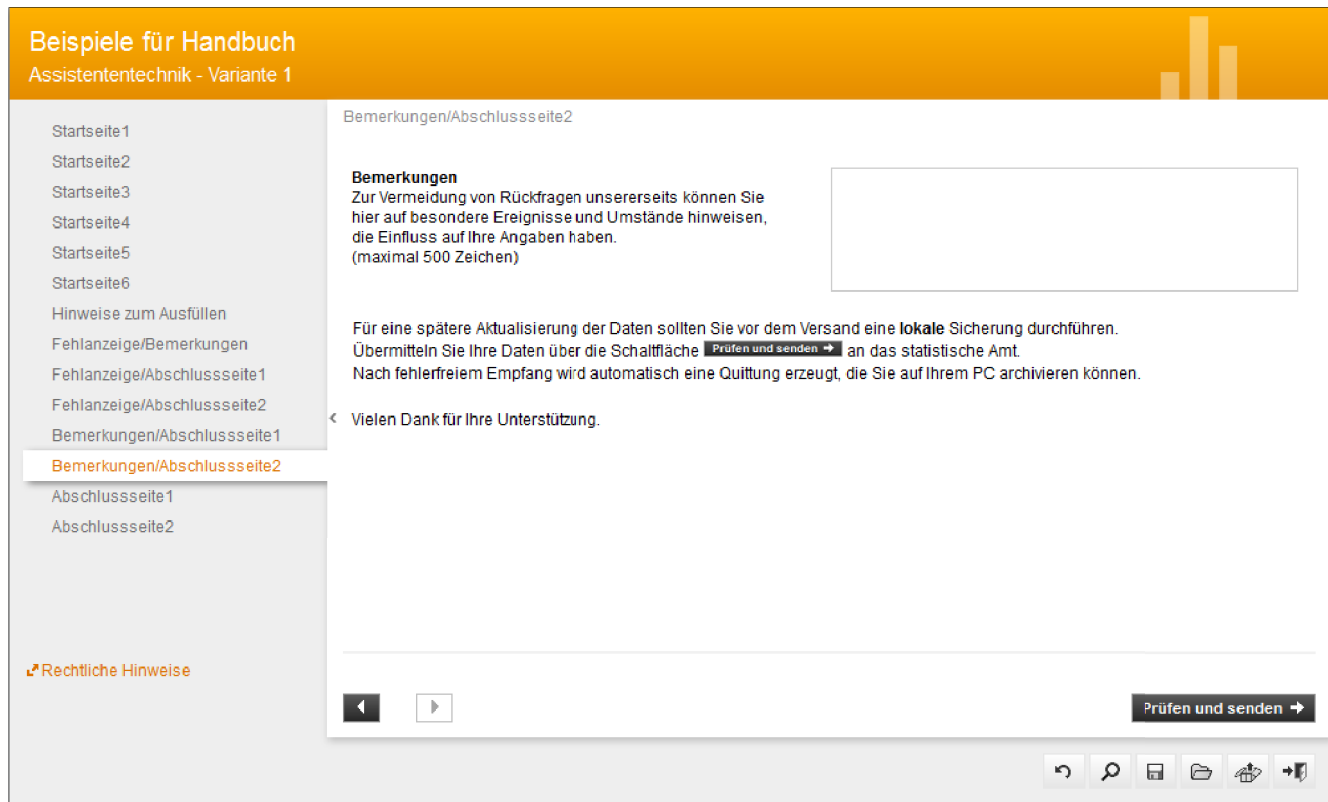 Beispiele für Handbuch
Assistententechnik - Variante 1
Startseite1
Startseite2
Startseite3
Startseite4
Startseite5
Startseite6
Hinweise zum Ausfüllen
Fehlanzeige/Bemerkungen
Fehlanzeige/Abschlussseite1
Fehlanzeige/Abschlussseite2
Bemerkungen/Abschlussseite1
Bemerkungen/Abschlussseite2
Abschlussseite1
Abschlussseite2
Rechtliche Hinweise
Bemerkungen/Abschlussseite2
Bemerkungen
Zur Vermeidung von Rückfragen unsererseits können Sie
hier auf besondere Ereignisse und Umstände hinweisen,
die Einfluss auf Ihre Angaben haben.
(maximal 500 Zeichen)
Für eine spätere Aktualisierung der Daten sollten Sie vor dem Versand eine lokale Sicherung durchführen.
Übermitteln Sie Ihre Daten über die Schaltfläche Prüfen und senden → an das statistische Amt.
Nach fehlerfreiem Empfang wird automatisch eine Quittung erzeugt, die Sie auf Ihrem PC archivieren können.
Vielen Dank für Ihre Unterstützung.
Prüfen und senden →